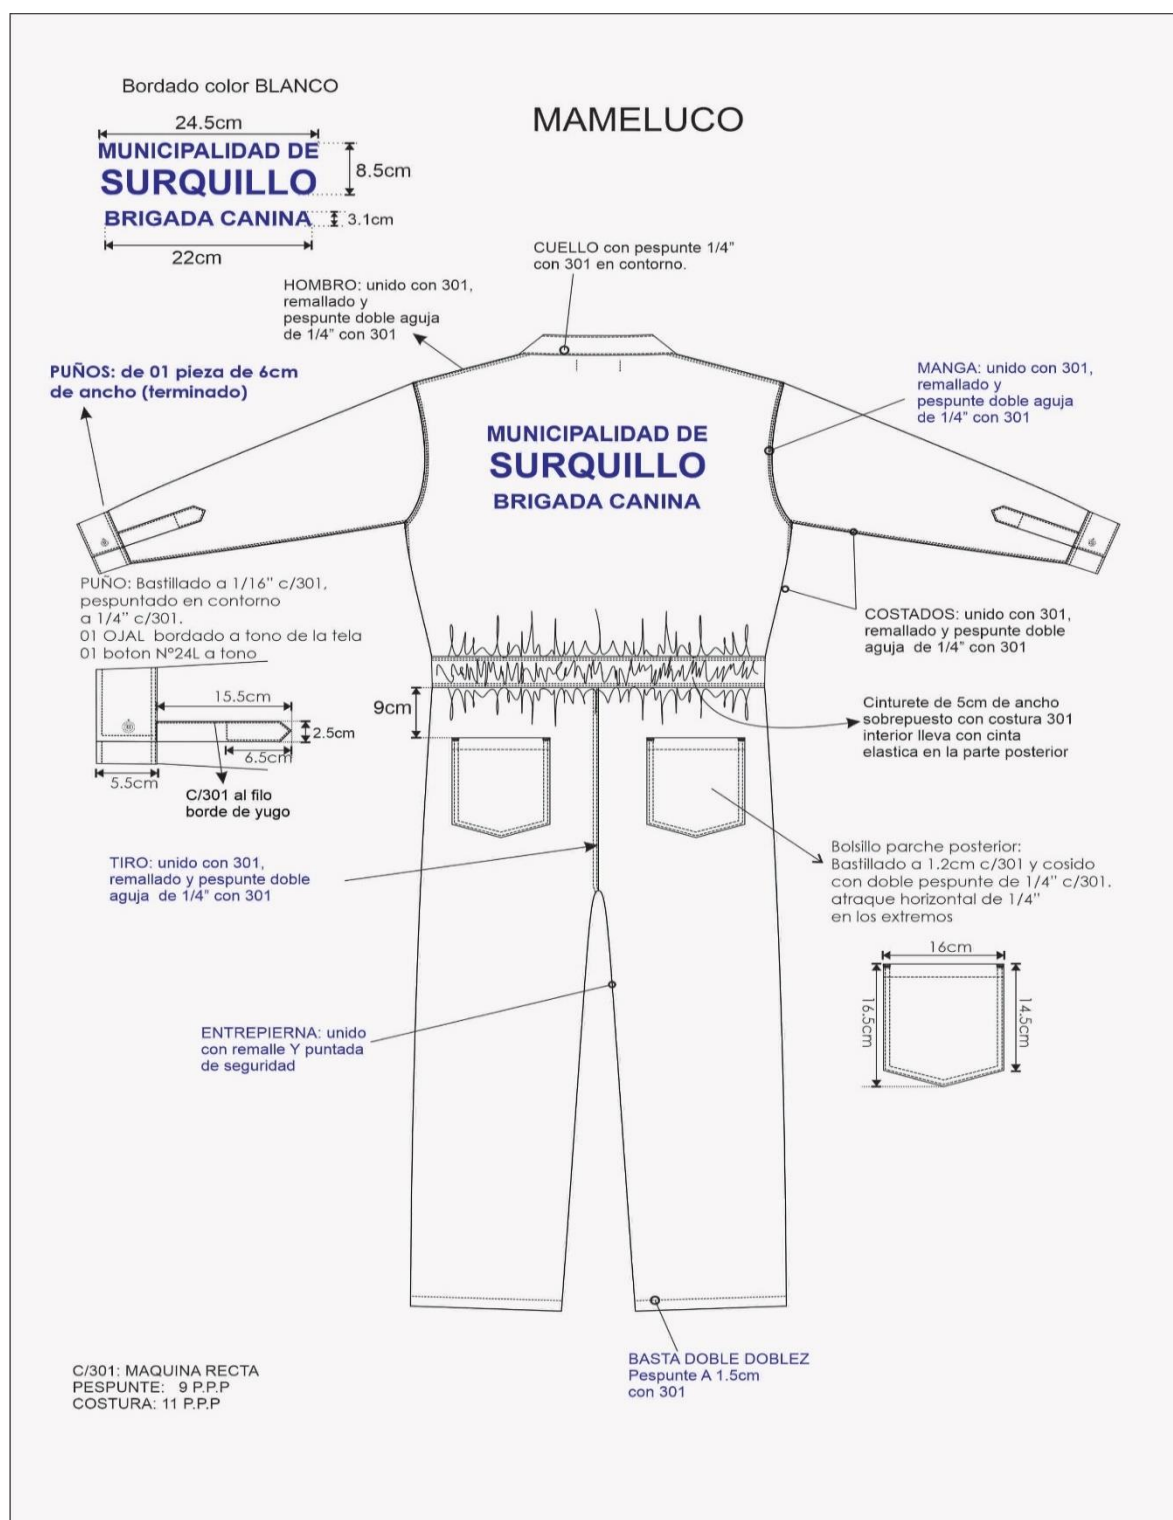 Bordado color BLANCO
24.5cm
MUNICIPALIDAD DE
SURQUILLO
8.5cm
BRIGADA CANINA
3.1cm
22cm
MAMELUCO
CUELLO con pespunte 1/4"
con 301 en contorno.
HOMBRO: unido con 301,
remallado y
pespunte doble aguja
de 1/4" con 301
PUÑOS: de 01 pieza de 6cm
de ancho (terminado)
MANGA: unido con 301,
remallado y
pespunte doble aguja
de 1/4" con 301
MUNICIPALIDAD DE
SURQUILLO
BRIGADA CANINA
PUÑO: Bastillado a 1/16" c/301,
pespuntado en contorno
a 1/4" c/301.
01 OJAL bordado a tono de la tela
01 boton N°24L a tono
15.5cm
2.5cm
6.5cm
5.5cm
C/301 al filo
borde de yugo
COSTADOS: unido con 301,
remallado y pespunte doble
aguja de 1/4" con 301
9cm
Cinturete de 5cm de ancho
sobrepuesto con costura 301
interior lleva con cinta
elastica en la parte posterior
TIRO: unido con 301,
remallado y pespunte doble
aguja de 1/4" con 301
Bolsillo parche posterior:
Bastillado a 1.2cm c/301 y cosido
con doble pespunte de 1/4" c/301.
atraque horizontal de 1/4"
en los extremos
16cm
16.5cm
14.5cm
ENTREPIERNA: unido
con remalle Y puntada
de seguridad
BASTA DOBLE DOBLEZ
Pespunte A 1.5cm
con 301
C/301: MAQUINA RECTA
PESPUNTE: 9 P.P.P
COSTURA: 11 P.P.P